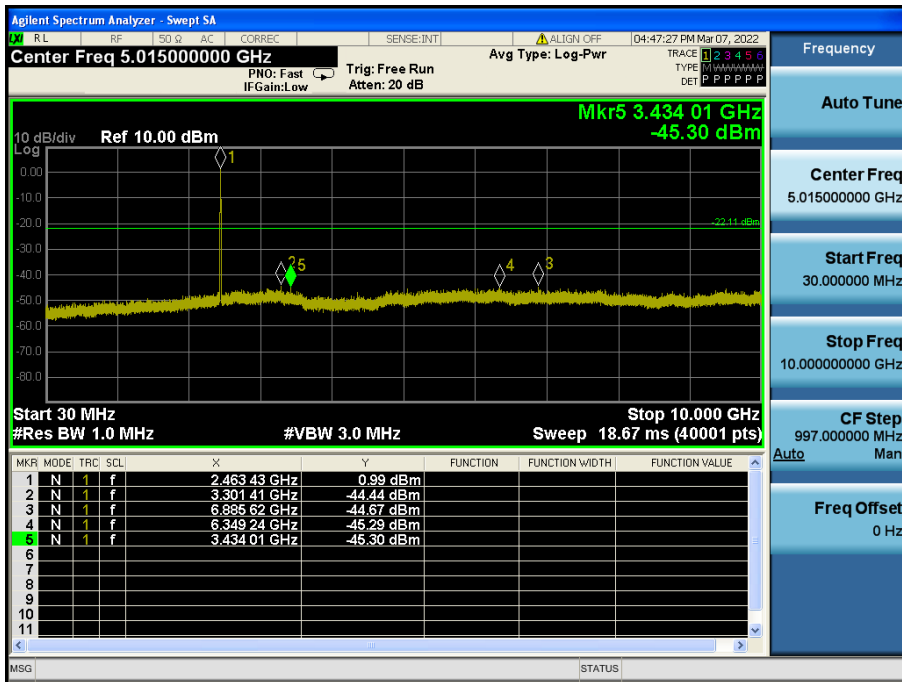 Agilent Spectrum Analyzer - Swept SA
LXI RL RF 50 Ω AC CORREC SENSE:INT ALIGN OFF 04:47:27 PM Mar 07, 2022
Center Freq 5.015000000 GHz
PNO: Fast
IFGain:Low
Trig: Free Run
Atten: 20 dB
Avg Type: Log-Pwr
TRACE 1 2 3 4 5 6
TYPE M WWWWW
DET P P P P P P
Frequency
Mkr5 3.434 01 GHz
-45.30 dBm
10 dB/div Ref 10.00 dBm
Log
0.00
-10.0
-20.0
-30.0
-40.0
-50.0
-60.0
-70.0
-80.0
1
2 5
4
3
-22.11 dBm
Start 30 MHz
Stop 10.000 GHz
#Res BW 1.0 MHz #VBW 3.0 MHz Sweep 18.67 ms (40001 pts)
MKR MODE TRC SCL X Y FUNCTION FUNCTION WIDTH FUNCTION VALUE
1 N 1 f 2.463 43 GHz 0.99 dBm
2 N 1 f 3.301 41 GHz -44.44 dBm
3 N 1 f 6.885 62 GHz -44.67 dBm
4 N 1 f 6.349 24 GHz -45.29 dBm
5 N 1 f 3.434 01 GHz -45.30 dBm
6
7
8
9
10
11
MSG STATUS
Auto Tune
Center Freq
5.015000000 GHz
Start Freq
30.000000 MHz
Stop Freq
10.000000000 GHz
CF Step
997.000000 MHz
Auto Man
Freq Offset
0 Hz